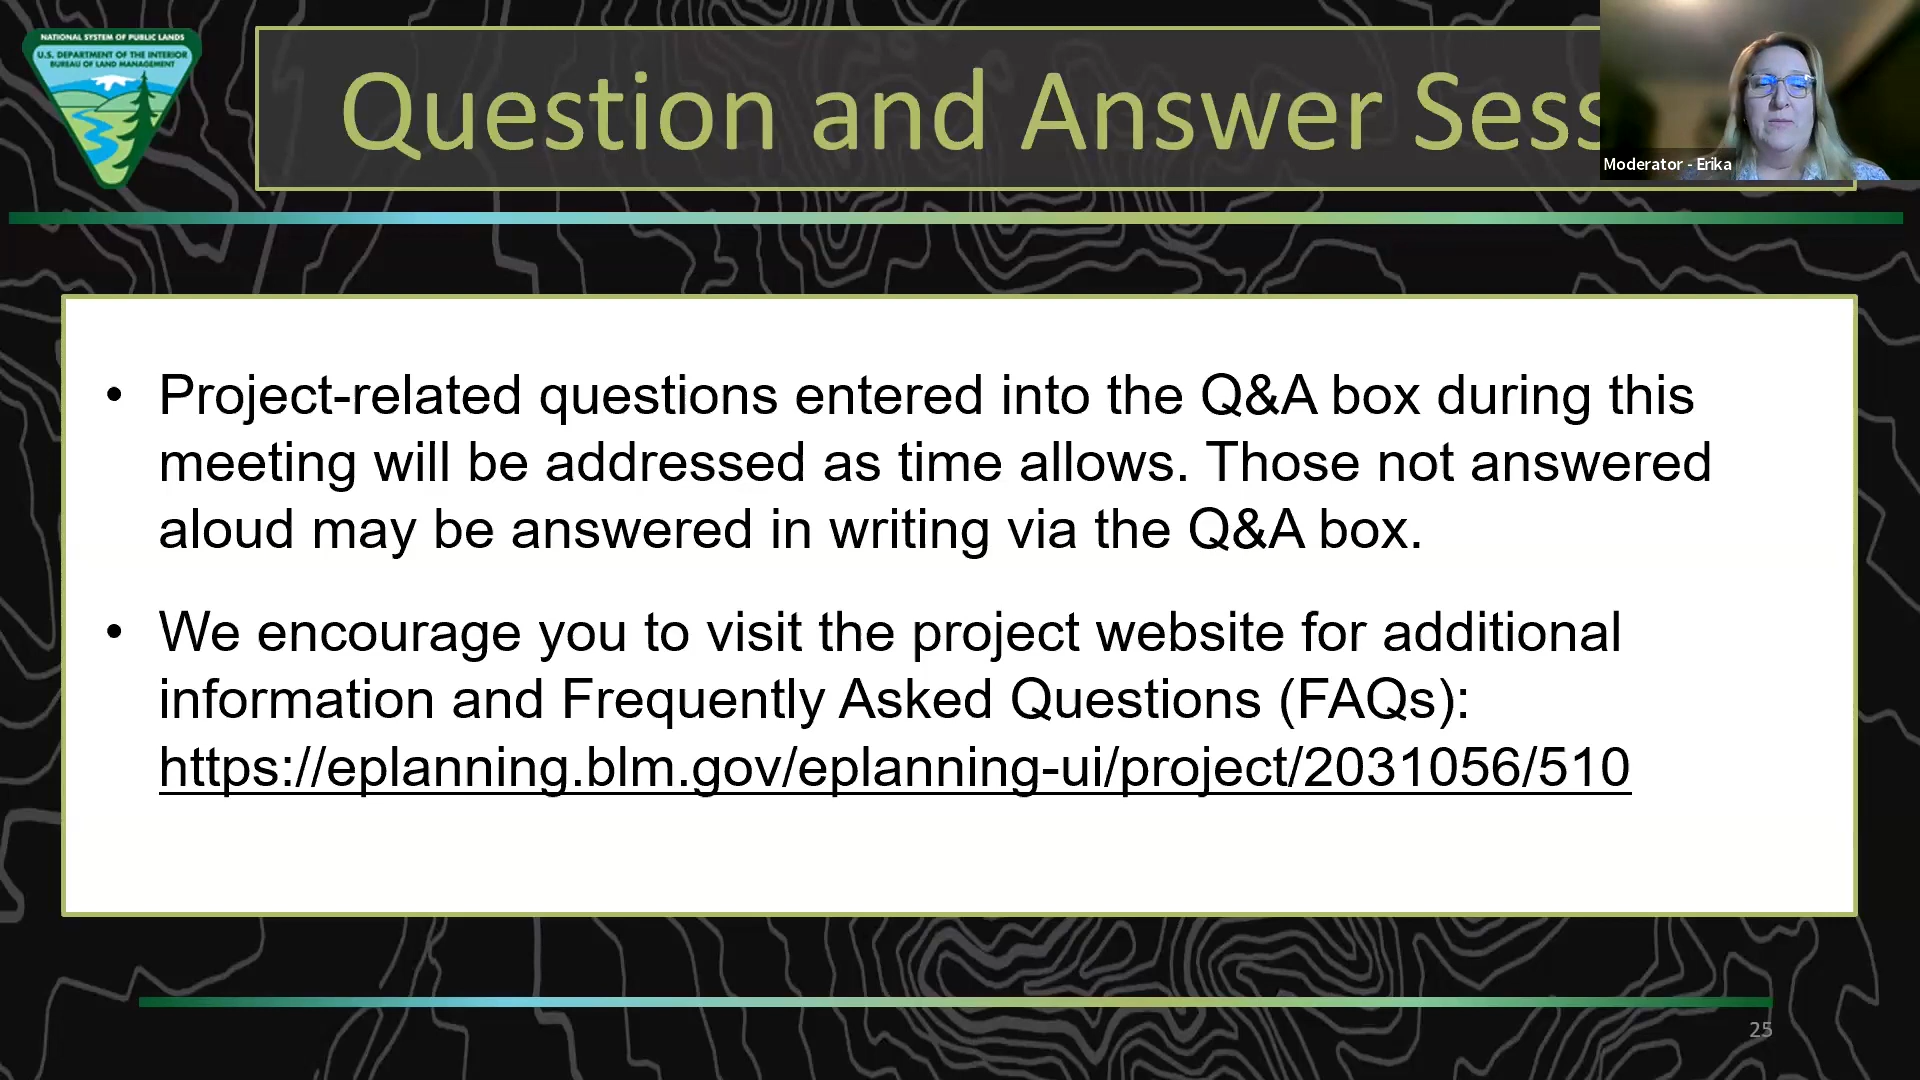 NATIONAL SYSTEM OF PUBLIC LANDS
U.S. DEPARTMENT OF THE INTERIOR
BUREAU OF LAND MANAGEMENT
Question and Answer Sess
Moderator - Erika
• Project-related questions entered into the Q&A box during this
meeting will be addressed as time allows. Those not answered
aloud may be answered in writing via the Q&A box.
• We encourage you to visit the project website for additional
information and Frequently Asked Questions (FAQs):
https://eplanning.blm.gov/eplanning-ui/project/2031056/510
25